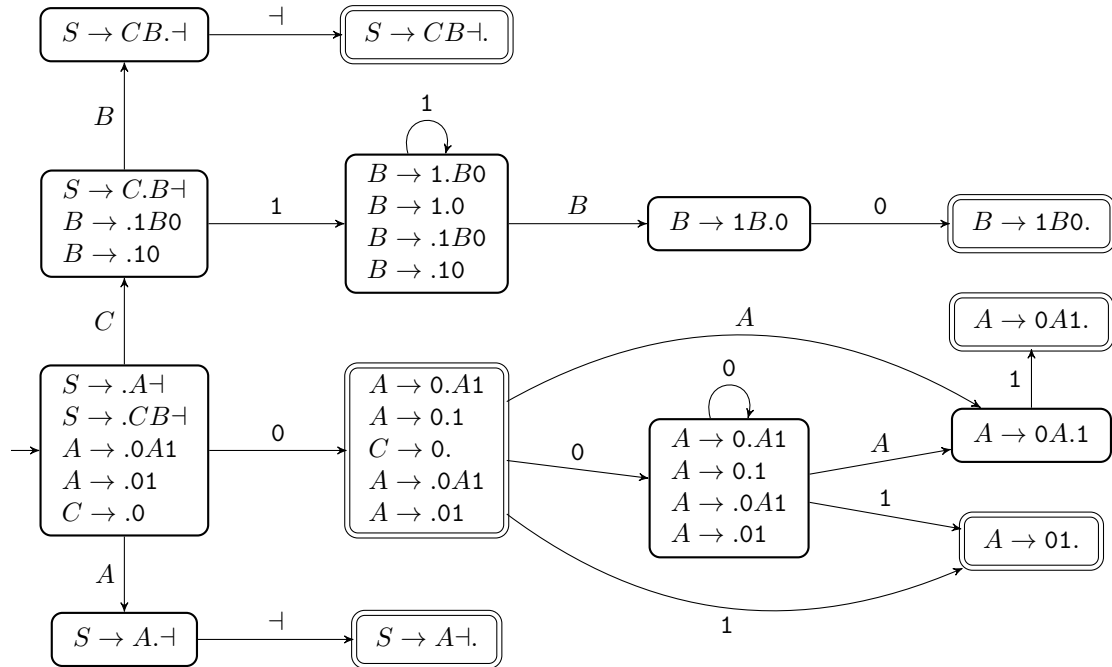 S → CB.⊣
⊣
S → CB⊣.
B
1
S → C.B⊣
B → .1B0
B → .10
1
B → 1.B0
B → 1.0
B → .1B0
B → .10
B
B → 1B.0
0
B → 1B0.
C
A
A → 0A1.
S → .A⊣
S → .CB⊣
A → .0A1
A → .01
C → .0
0
A → 0.A1
A → 0.1
C → 0.
A → .0A1
A → .01
0
0
A → 0.A1
A → 0.1
A → .0A1
A → .01
A
1
A → 0A.1
1
A → 01.
A
1
S → A.⊣
⊣
S → A⊣.